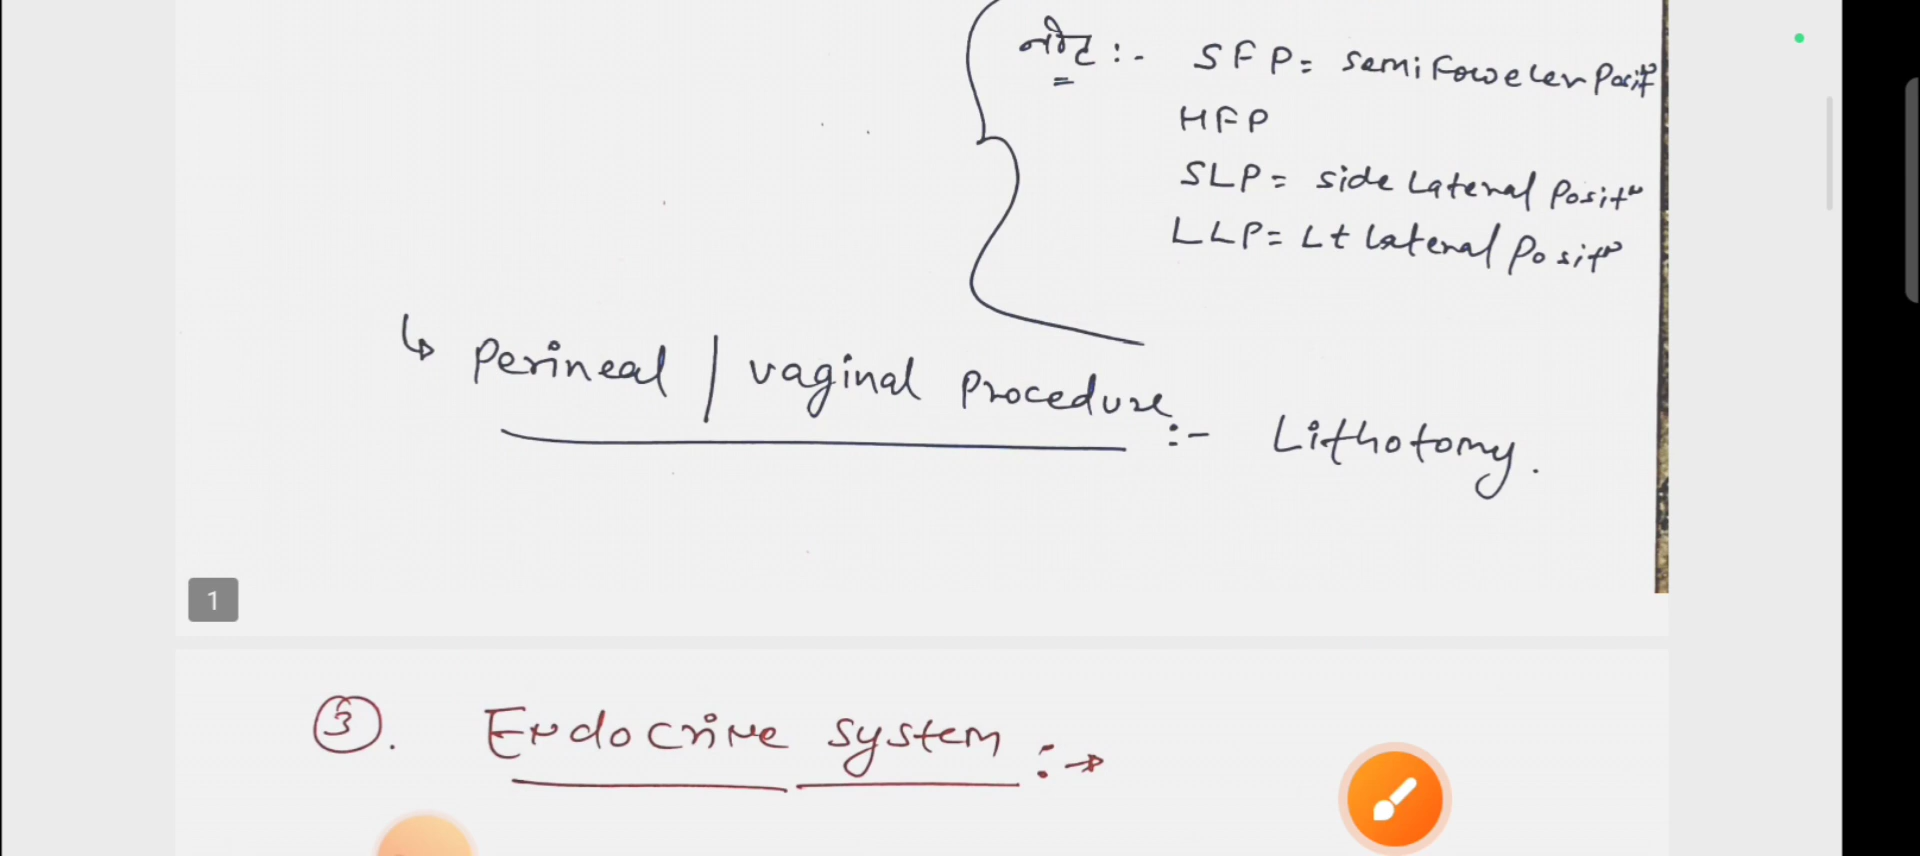 नोट :- SFP = Semi Foweler Posit
HFP
SLP = side Lateral Posit
LLP = Lt lateral Posit
↳ Perineal / vaginal Procedure :- Lithotomy.
1
③. Endocrine system :→